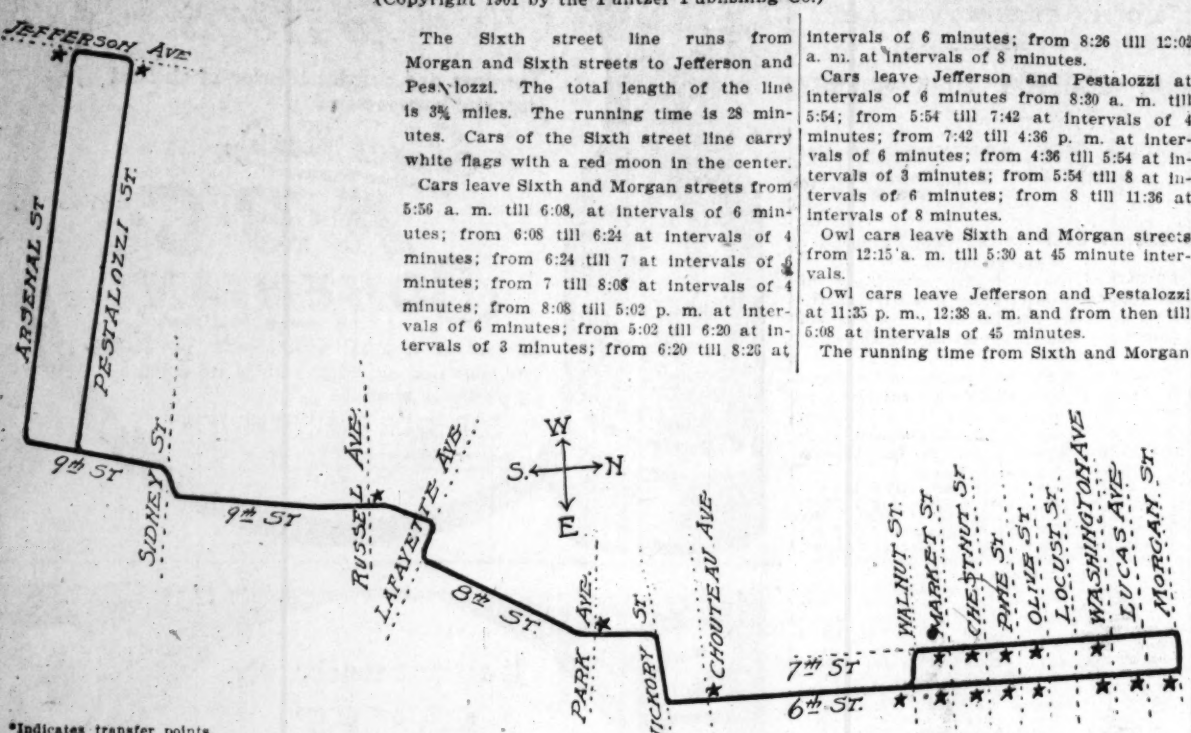 (Copyright 1901 by the Puntzer Publishing Co.)
The Sixth street line runs from
Morgan and Sixth streets to Jefferson and
Pes lozzi. The total length of the line
is 3¾ miles. The running time is 28 min-
utes. Cars of the Sixth street line carry
white flags with a red moon in the center.
Cars leave Sixth and Morgan streets from
5:56 a. m. till 6:08, at intervals of 6 min-
utes; from 6:08 till 6:24 at intervals of 4
minutes; from 6:24 till 7 at intervals of 6
minutes; from 7 till 8:08 at intervals of 4
minutes; from 8:08 till 5:02 p. m. at inter-
vals of 6 minutes; from 5:02 till 6:20 at in-
tervals of 3 minutes; from 6:20 till 8:26 at
intervals of 6 minutes; from 8:26 till 12:02
a. m. at intervals of 8 minutes.
Cars leave Jefferson and Pestalozzi at
intervals of 6 minutes from 8:30 a. m. till
5:54; from 5:54 till 7:42 at intervals of 4
minutes; from 7:42 till 4:36 p. m. at inter-
vals of 6 minutes; from 4:36 till 5:54 at in-
tervals of 3 minutes; from 5:54 till 8 at in-
tervals of 6 minutes; from 8 till 11:36 at
intervals of 8 minutes.
Owl cars leave Sixth and Morgan streets
from 12:15 a. m. till 5:30 at 45 minute inter-
vals.
Owl cars leave Jefferson and Pestalozzi
at 11:35 p. m., 12:38 a. m. and from then till
5:08 at intervals of 45 minutes.
The running time from Sixth and Morgan
JEFFERSON AVE
ARSENAL ST
PESTALOZZI ST.
9th ST
SIDNEY ST
9th ST
RUSSEL AVE
LAFAYETTE AVE
W
S. N
E
8th ST
PARK AVE
HICKORY ST
CHOUTEAU AVE
7th ST
6th ST.
WALNUT ST.
MARKET ST
CHESTNUT ST
PINE ST
OLIVE ST
LOCUST ST
WASHINGTON AVE
LUCAS AVE
MORGAN ST.
*Indicates transfer points.